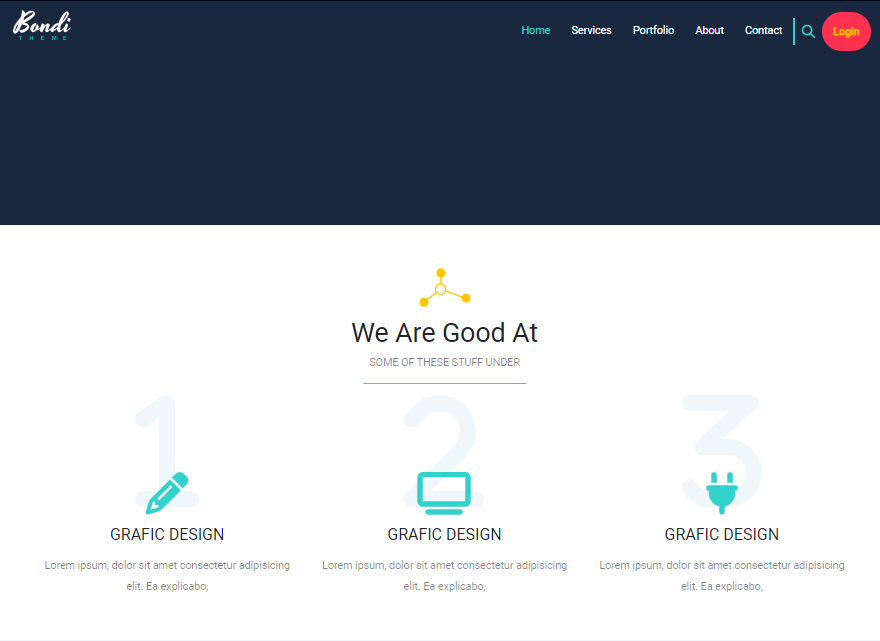 Bondi
THEME
Home Services Portfolio About Contact Login
We Are Good At
SOME OF THESE STUFF UNDER
1 2 3
GRAFIC DESIGN GRAFIC DESIGN GRAFIC DESIGN
Lorem ipsum, dolor sit amet consectetur adipisicing
elit. Ea explicabo,
Lorem ipsum, dolor sit amet consectetur adipisicing
elit. Ea explicabo,
Lorem ipsum, dolor sit amet consectetur adipisicing
elit. Ea explicabo,